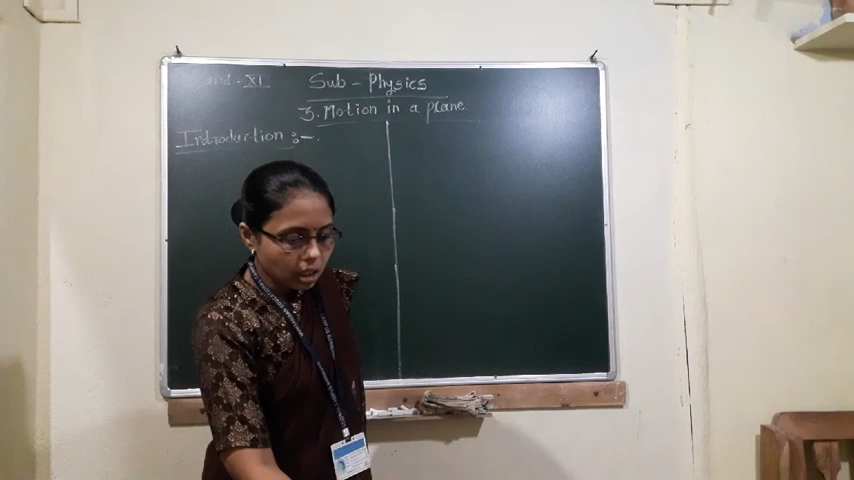 XI
Sub - Physics
3. Motion in a plane
Introduction :-